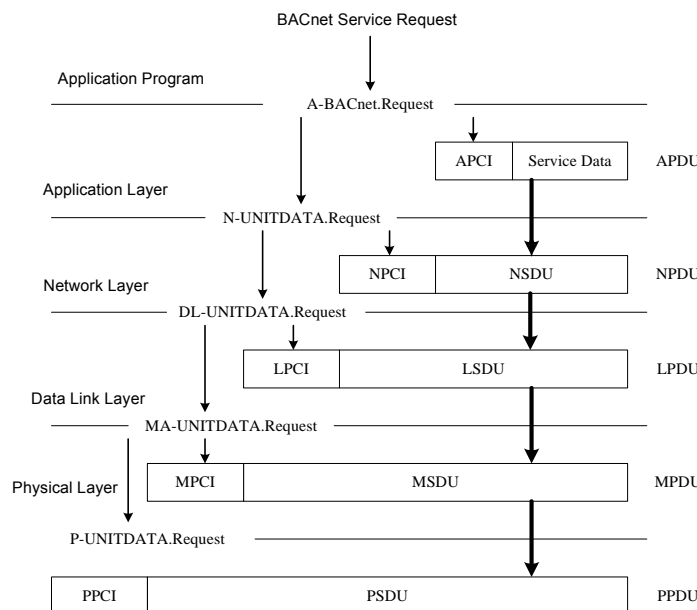 BACnet Service Request
Application Program
A-BACnet.Request
APCI Service Data APDU
Application Layer
N-UNITDATA.Request
NPCI NSDU NPDU
Network Layer
DL-UNITDATA.Request
LPCI LSDU LPDU
Data Link Layer
MA-UNITDATA.Request
MPCI MSDU MPDU
Physical Layer
P-UNITDATA.Request
PPCI PSDU PPDU